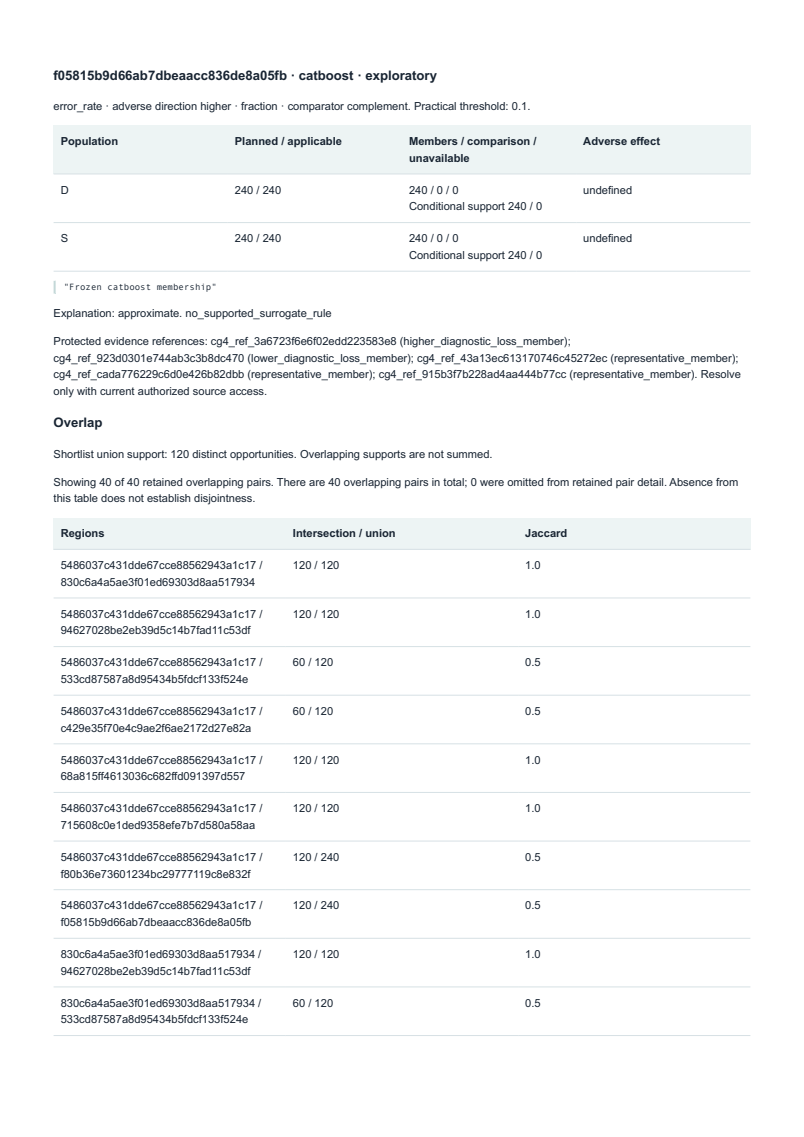 f05815b9d66ab7dbeaacc836de8a05fb · catboost · exploratory
error_rate · adverse direction higher · fraction · comparator complement. Practical threshold: 0.1.
Population Planned / applicable Members / comparison / unavailable Adverse effect
D 240 / 240 240 / 0 / 0 undefined
Conditional support 240 / 0
S 240 / 240 240 / 0 / 0 undefined
Conditional support 240 / 0
"Frozen catboost membership"
Explanation: approximate. no_supported_surrogate_rule
Protected evidence references: cg4_ref_3a6723f6e6f02edd223583e8 (higher_diagnostic_loss_member);
cg4_ref_923d0301e744ab3c3b8dc470 (lower_diagnostic_loss_member); cg4_ref_43a13ec613170746c45272ec (representative_member);
cg4_ref_cada776229c6d0e426b82dbb (representative_member); cg4_ref_915b3f7b228ad4aa444b77cc (representative_member). Resolve
only with current authorized source access.
Overlap
Shortlist union support: 120 distinct opportunities. Overlapping supports are not summed.
Showing 40 of 40 retained overlapping pairs. There are 40 overlapping pairs in total; 0 were omitted from retained pair detail. Absence from
this table does not establish disjointness.
Regions Intersection / union Jaccard
5486037c431dde67cce88562943a1c17 / 120 / 120 1.0
830c6a4a5ae3f01ed69303d8aa517934
5486037c431dde67cce88562943a1c17 / 120 / 120 1.0
94627028be2eb39d5c14b7fad11c53df
5486037c431dde67cce88562943a1c17 / 60 / 120 0.5
533cd87587a8d95434b5fdcf133f524e
5486037c431dde67cce88562943a1c17 / 60 / 120 0.5
c429e35f70e4c9ae2f6ae2172d27e82a
5486037c431dde67cce88562943a1c17 / 120 / 120 1.0
68a815ff4613036c682ffd091397d557
5486037c431dde67cce88562943a1c17 / 120 / 120 1.0
715608c0e1ded9358efe7b7d580a58aa
5486037c431dde67cce88562943a1c17 / 120 / 240 0.5
f80b36e73601234bc29777119c8e832f
5486037c431dde67cce88562943a1c17 / 120 / 240 0.5
f05815b9d66ab7dbeaacc836de8a05fb
830c6a4a5ae3f01ed69303d8aa517934 / 120 / 120 1.0
94627028be2eb39d5c14b7fad11c53df
830c6a4a5ae3f01ed69303d8aa517934 / 60 / 120 0.5
533cd87587a8d95434b5fdcf133f524e